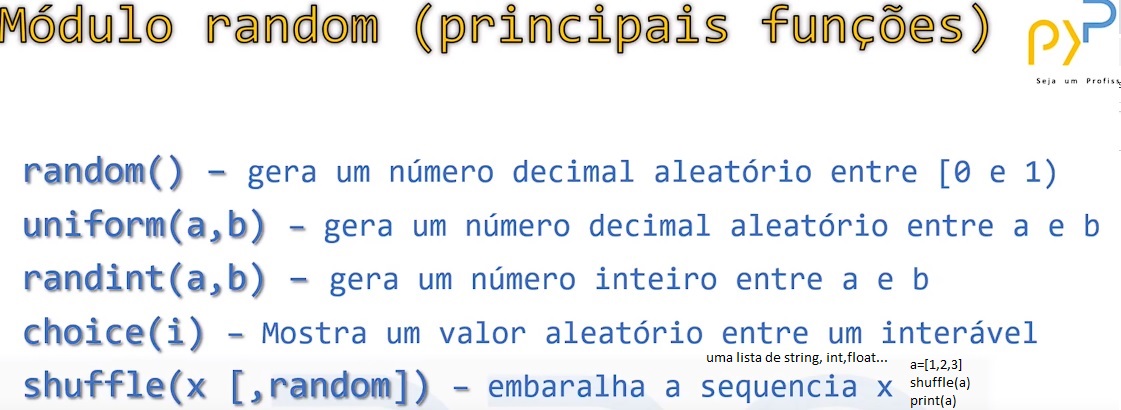 Módulo random (principais funções)
pyP
Seja um Profiss
random() – gera um número decimal aleatório entre [0 e 1)
uniform(a,b) – gera um número decimal aleatório entre a e b
randint(a,b) – gera um número inteiro entre a e b
choice(i) – Mostra um valor aleatório entre um interável
uma lista de string, int,float...
shuffle(x [,random]) – embaralha a sequencia x
a=[1,2,3]
shuffle(a)
print(a)